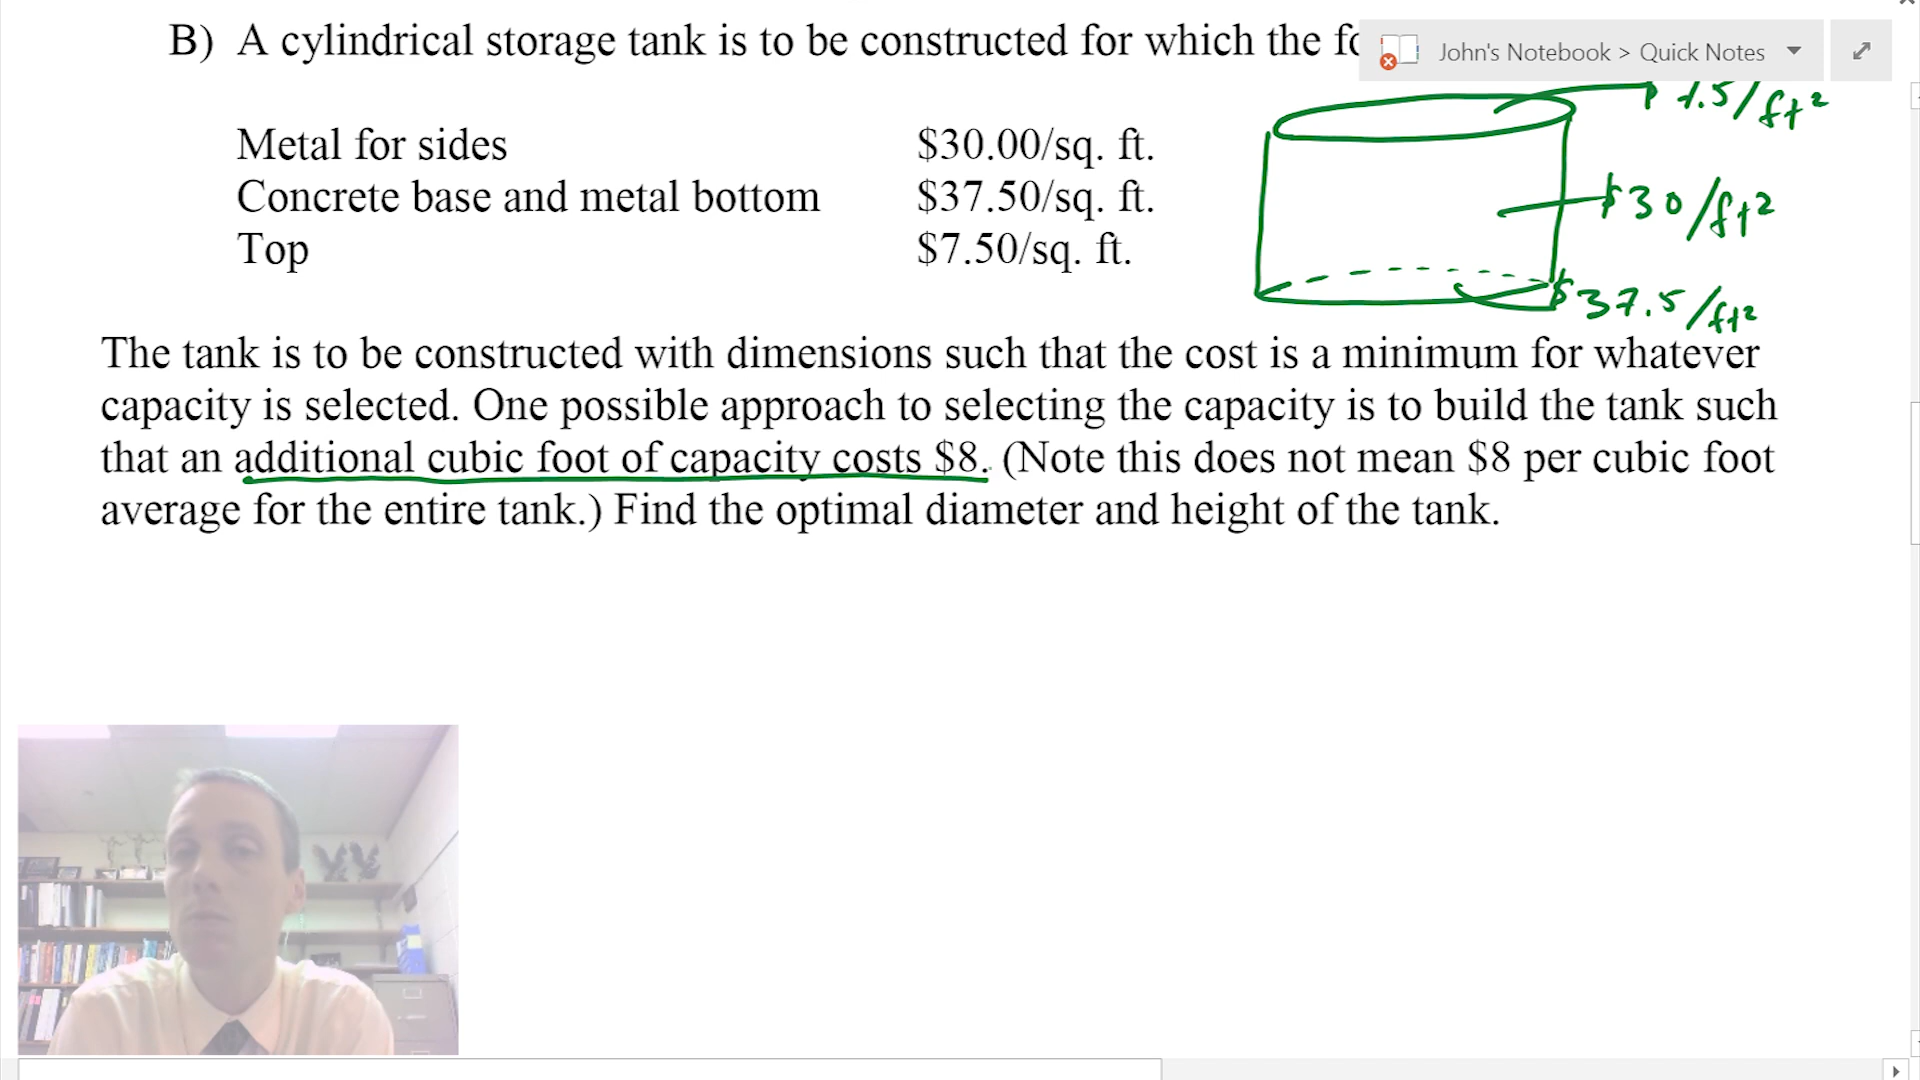 B) A cylindrical storage tank is to be constructed for which the
John's Notebook > Quick Notes
Metal for sides $30.00/sq. ft.
Concrete base and metal bottom $37.50/sq. ft.
Top $7.50/sq. ft.
7.5/ft²
$30/ft²
$37.5/ft²
The tank is to be constructed with dimensions such that the cost is a minimum for whatever
capacity is selected. One possible approach to selecting the capacity is to build the tank such
that an additional cubic foot of capacity costs $8. (Note this does not mean $8 per cubic foot
average for the entire tank.) Find the optimal diameter and height of the tank.